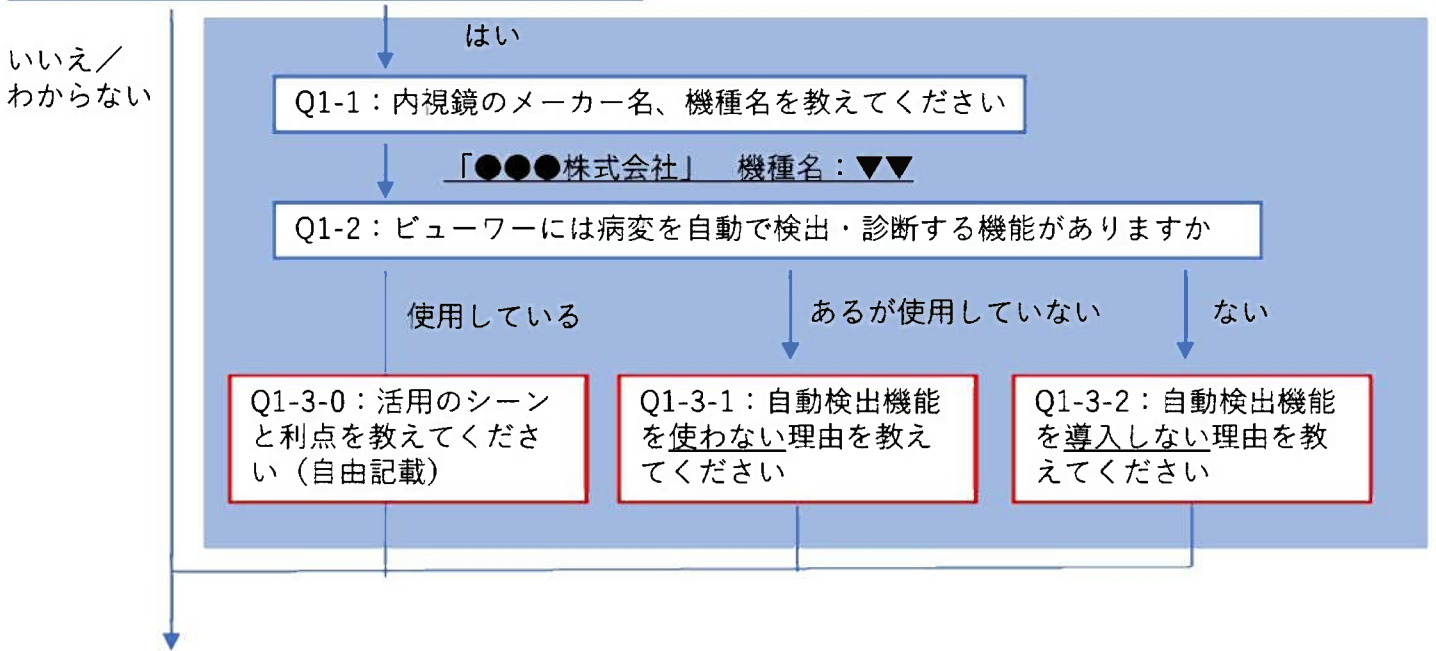 はい
いいえ／
わからない
Q1-1：内視鏡のメーカー名、機種名を教えてください
「●●●株式会社」　機種名：▼▼
Q1-2：ビューワーには病変を自動で検出・診断する機能がありますか
使用している
あるが使用していない
ない
Q1-3-0：活用のシーン
と利点を教えてくださ
い（自由記載）
Q1-3-1：自動検出機能
を使わない理由を教え
てください
Q1-3-2：自動検出機能
を導入しない理由を教
えてください